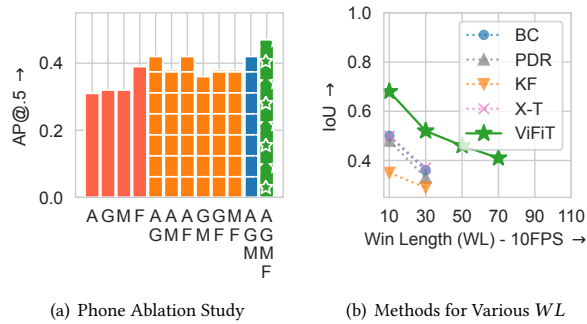 AP@.5 →
0.4
0.2
0.0
A G M F A A A G G M A A
G M F M F F G G
M M
F
(a) Phone Ablation Study
IoU →
1.0
0.8
0.6
0.4
BC
PDR
KF
X-T
ViFiT
10 30 50 70 90 110
Win Length (WL) - 10FPS →
(b) Methods for Various WL